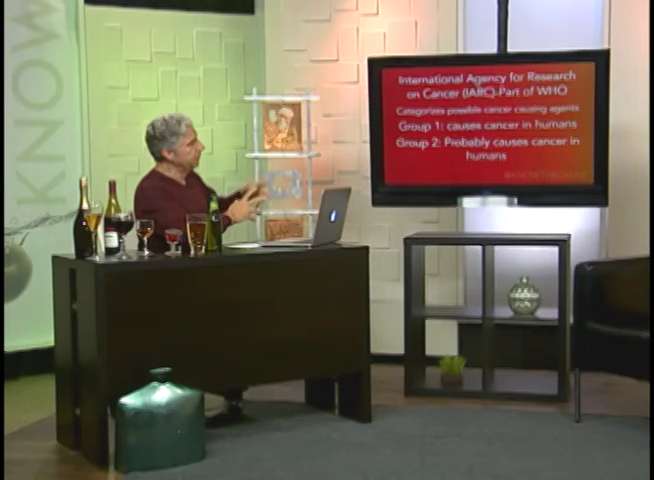 KNOW
International Agency for Research
on Cancer (IARC)-Part of WHO
Categorizes possible cancer causing agents
Group 1: causes cancer in humans
Group 2: Probably causes cancer in
humans